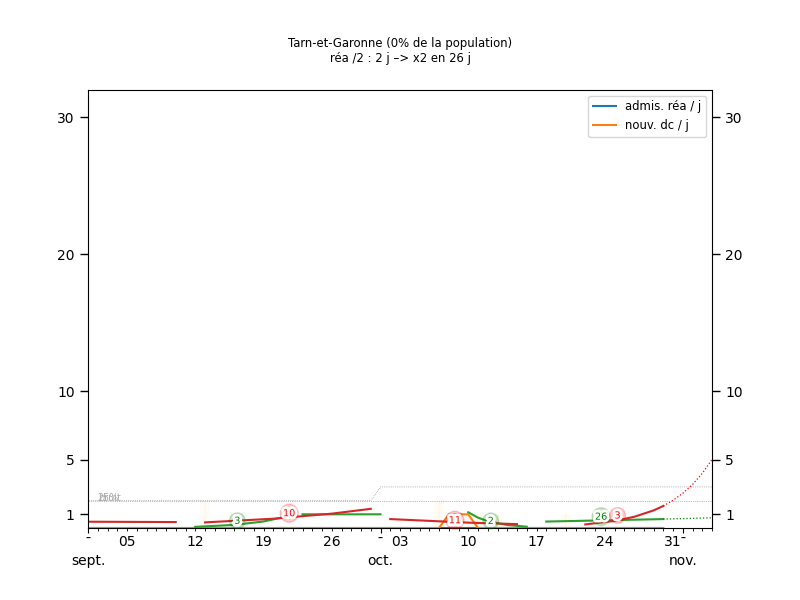 Tarn-et-Garonne (0% de la population)
réa /2 : 2 j –> x2 en 26 j
admis. réa / j
nouv. dc / j
30 30
20 20
10 10
5 5
1 1
3 10 11 2 26 3
- 05 12 19 26 - 03 10 17 24 31 -
sept. oct. nov.